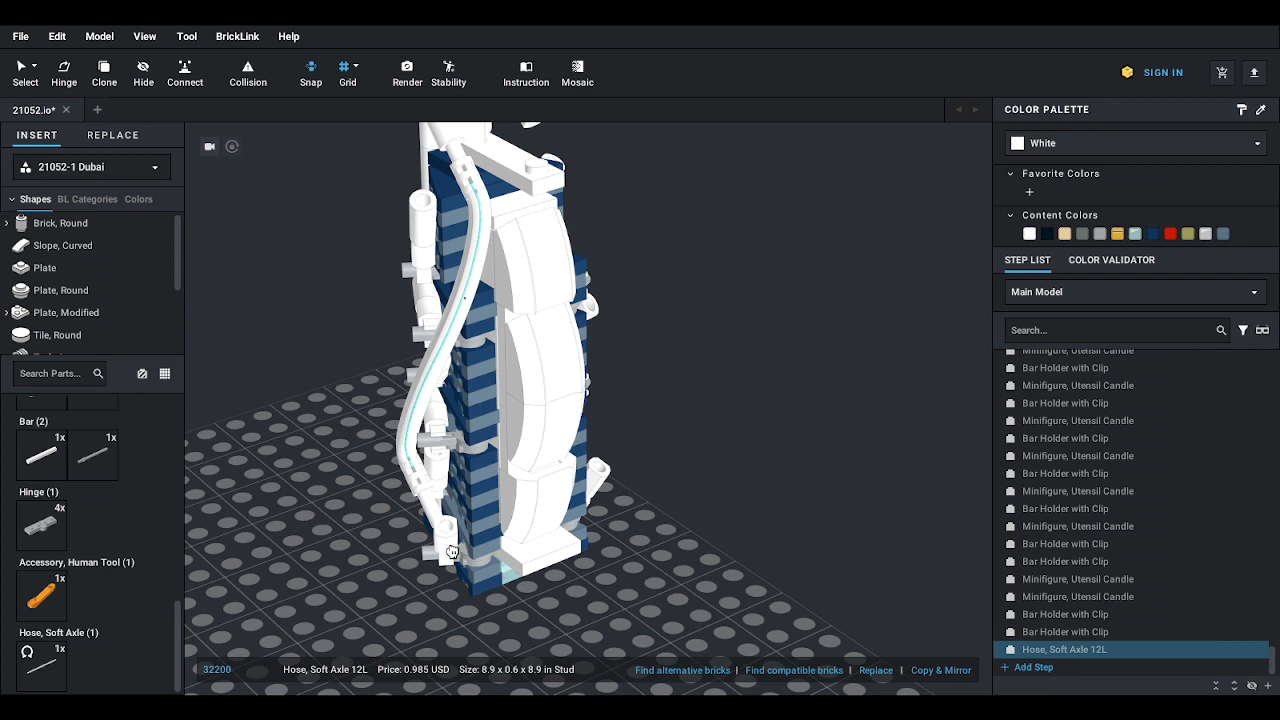 File Edit Model View Tool BrickLink Help
Select Hinge Clone Hide Connect Collision Snap Grid Render Stability Instruction Mosaic
SIGN IN
21052.io*
INSERT REPLACE
21052-1 Dubai
Shapes BL Categories Colors
Brick, Round
Slope, Curved
Plate
Plate, Round
Plate, Modified
Tile, Round
Search Parts...
Bar (2)
1x 1x
Hinge (1)
4x
Accessory, Human Tool (1)
1x
Hose, Soft Axle (1)
1x
32200 Hose, Soft Axle 12L Price: 0.985 USD Size: 8.9 x 0.6 x 8.9 in Stud Find alternative bricks | Find compatible bricks | Replace | Copy & Mirror
COLOR PALETTE
White
Favorite Colors
+
Content Colors
STEP LIST COLOR VALIDATOR
Main Model
Search...
Minifigure, Utensil Candle
Bar Holder with Clip
Minifigure, Utensil Candle
Bar Holder with Clip
Minifigure, Utensil Candle
Bar Holder with Clip
Minifigure, Utensil Candle
Bar Holder with Clip
Minifigure, Utensil Candle
Bar Holder with Clip
Minifigure, Utensil Candle
Bar Holder with Clip
Bar Holder with Clip
Minifigure, Utensil Candle
Minifigure, Utensil Candle
Bar Holder with Clip
Bar Holder with Clip
Hose, Soft Axle 12L
+ Add Step